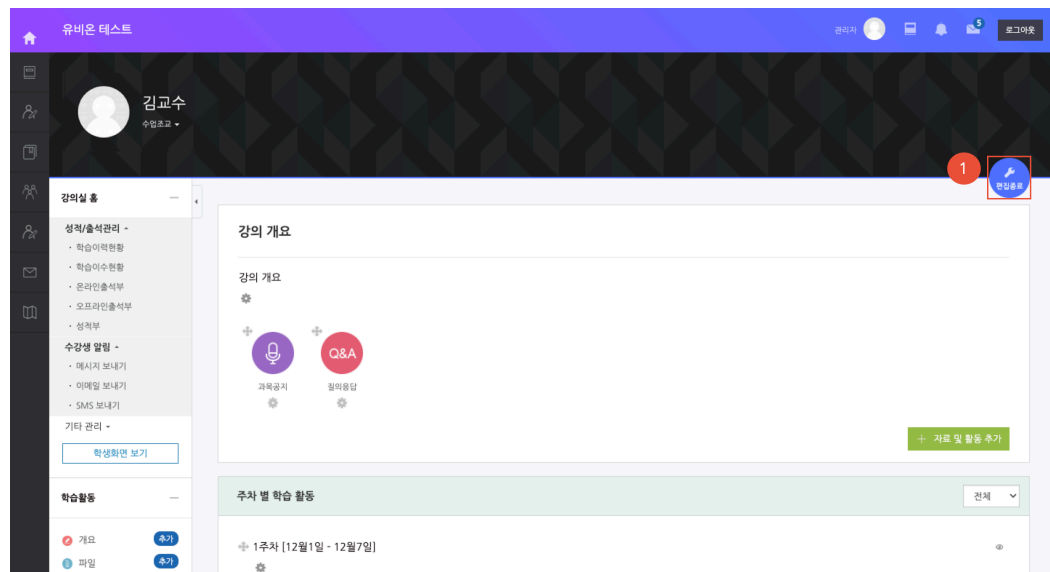 유비온 테스트
관리자
5
로그아웃
김교수
수업조교
1
편집종료
강의실 홈
성적/출석관리
· 학습이력현황
· 학습이수현황
· 온라인출석부
· 오프라인출석부
· 성적부
수강생 알림
· 메시지 보내기
· 이메일 보내기
· SMS 보내기
기타 관리
학생화면 보기
학습활동
개요 추가
파일 추가
강의 개요
강의 개요
Q&A
과목공지 질의응답
+ 자료 및 활동 추가
주차 별 학습 활동 전체
1주차 [12월1일 - 12월7일]